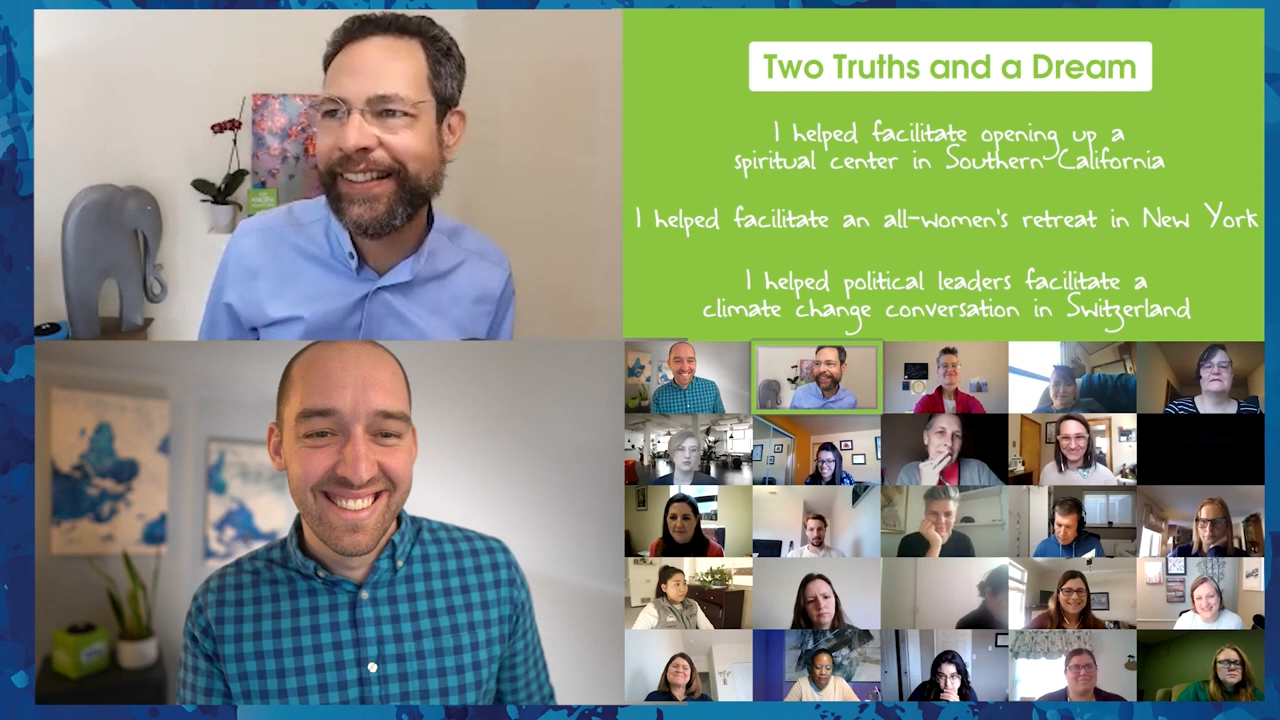 Two Truths and a Dream
I helped facilitate opening up a
spiritual center in Southern California
I helped facilitate an all-women's retreat in New York
I helped political leaders facilitate a
climate change conversation in Switzerland